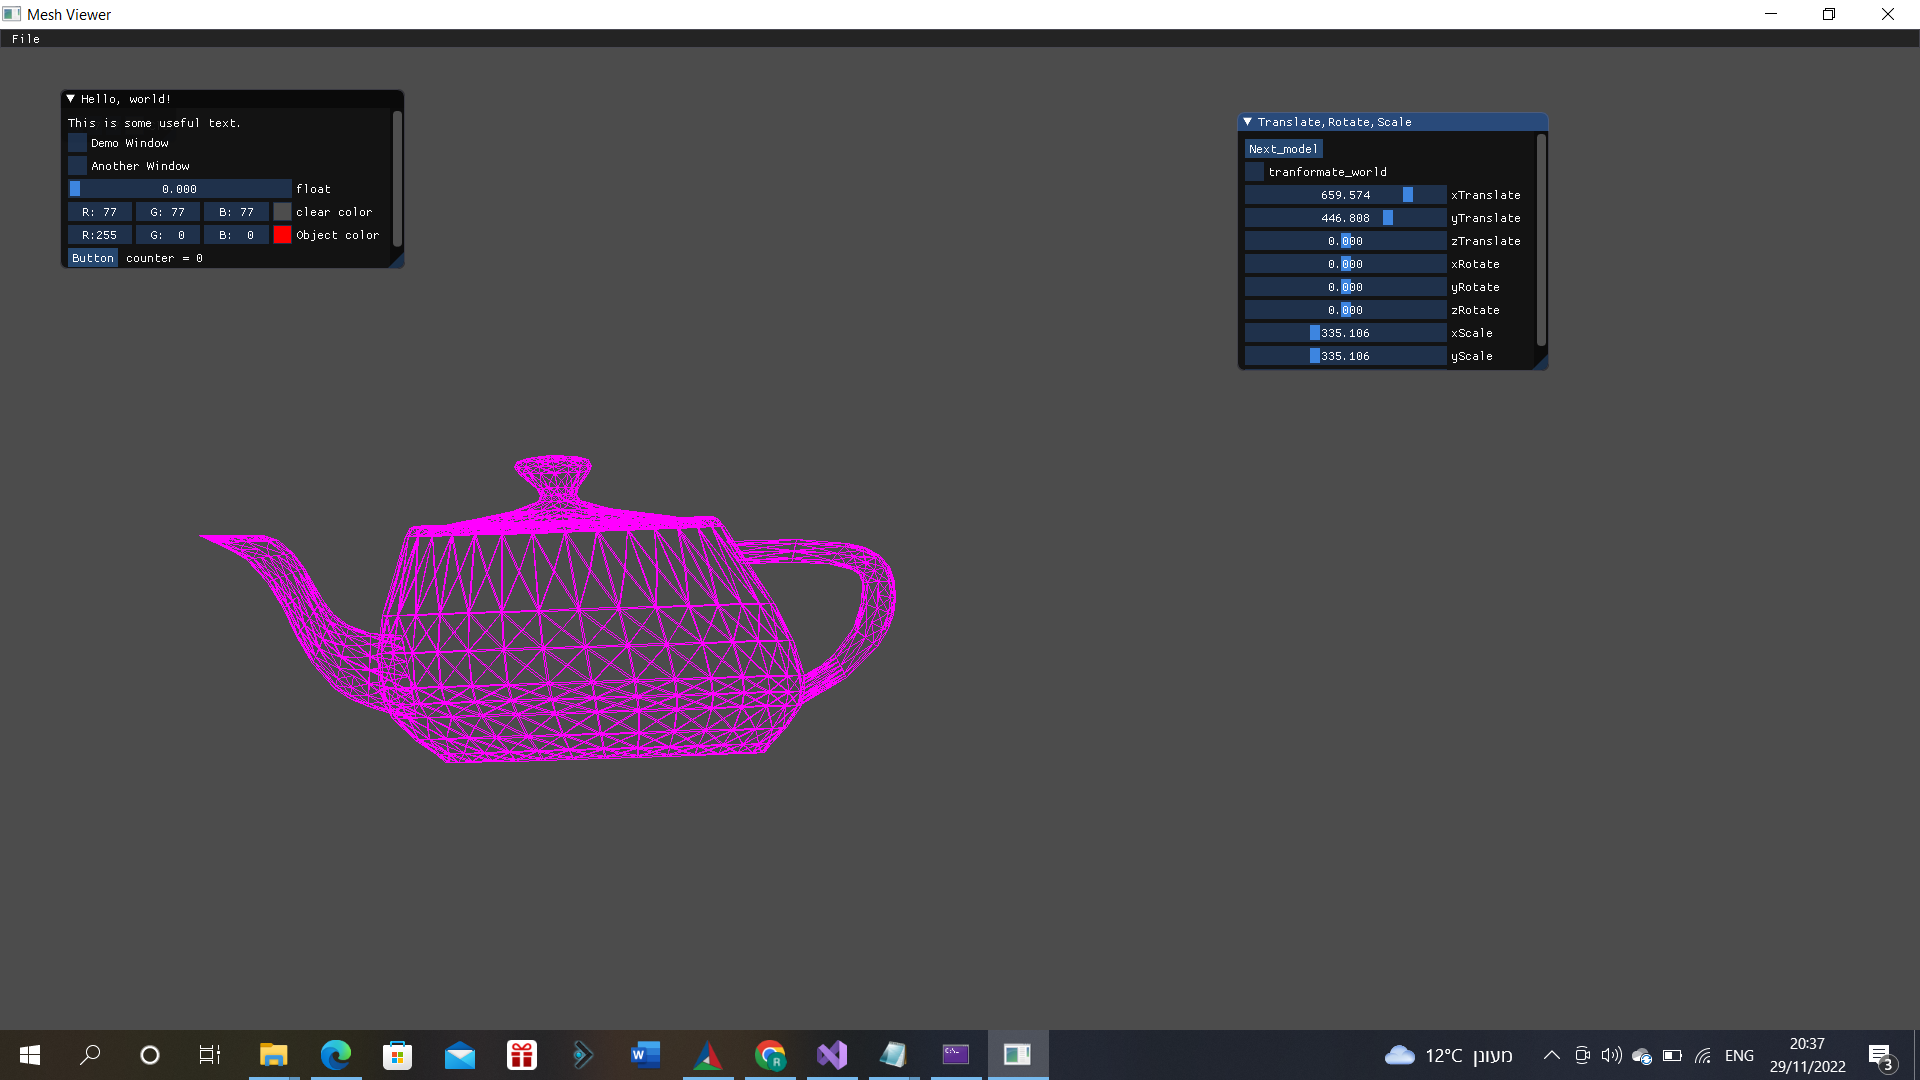 Mesh Viewer
File
Hello, world!
This is some useful text.
Demo Window
Another Window
0.000 float
R: 77 G: 77 B: 77 clear color
R:255 G: 0 B: 0 Object color
Button counter = 0
Translate,Rotate,Scale
Next_model
tranformate_world
659.574 xTranslate
446.808 yTranslate
0.000 zTranslate
0.000 xRotate
0.000 yRotate
0.000 zRotate
335.106 xScale
335.106 yScale
12°C מעונן
ENG
20:37
29/11/2022
3